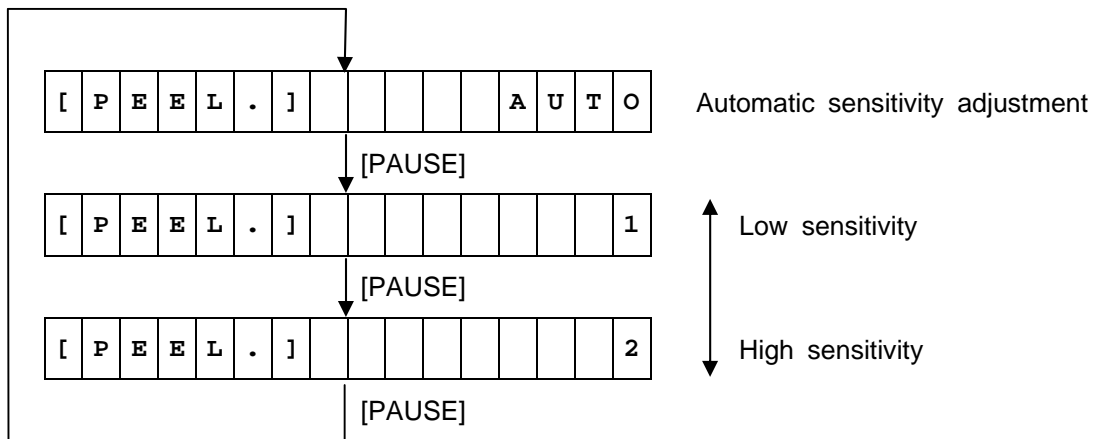 [PEEL.] AUTO Automatic sensitivity adjustment
[PAUSE]
[PEEL.] 1 Low sensitivity
[PAUSE]
[PEEL.] 2 High sensitivity
[PAUSE]